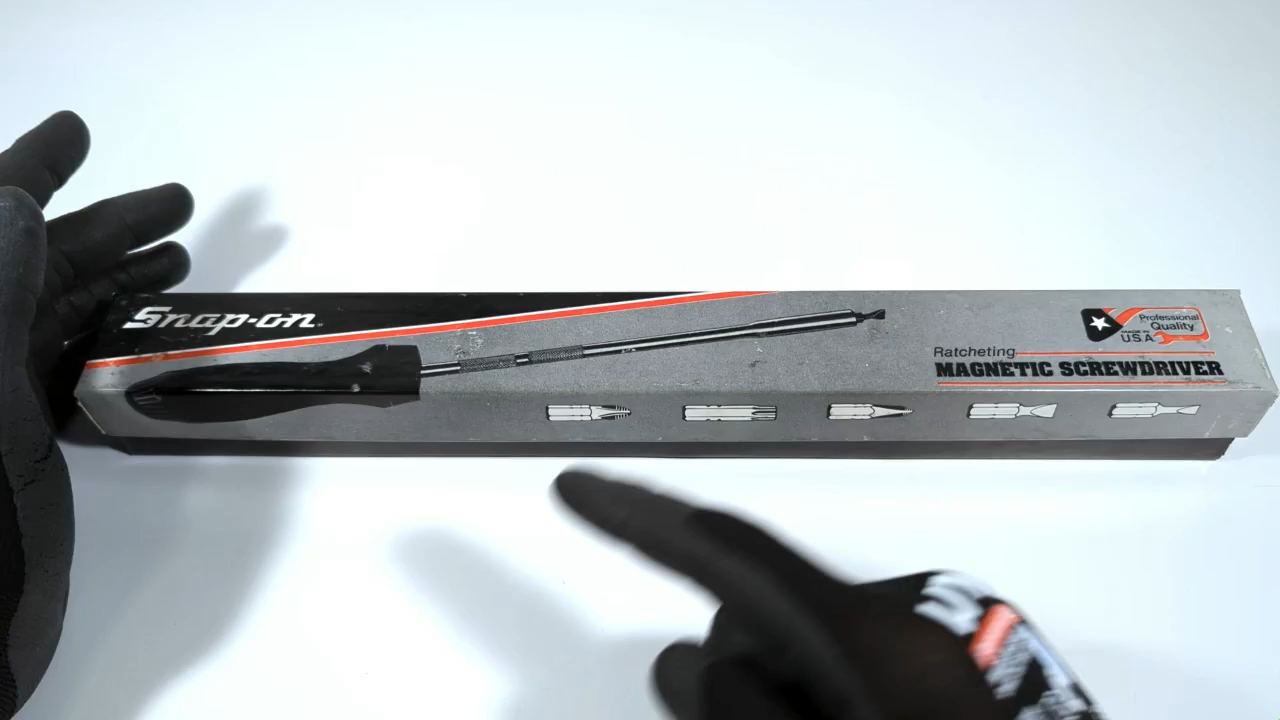 Snap-on
Professional
Quality
MADE IN
U.S.A.
Ratcheting
MAGNETIC SCREWDRIVER